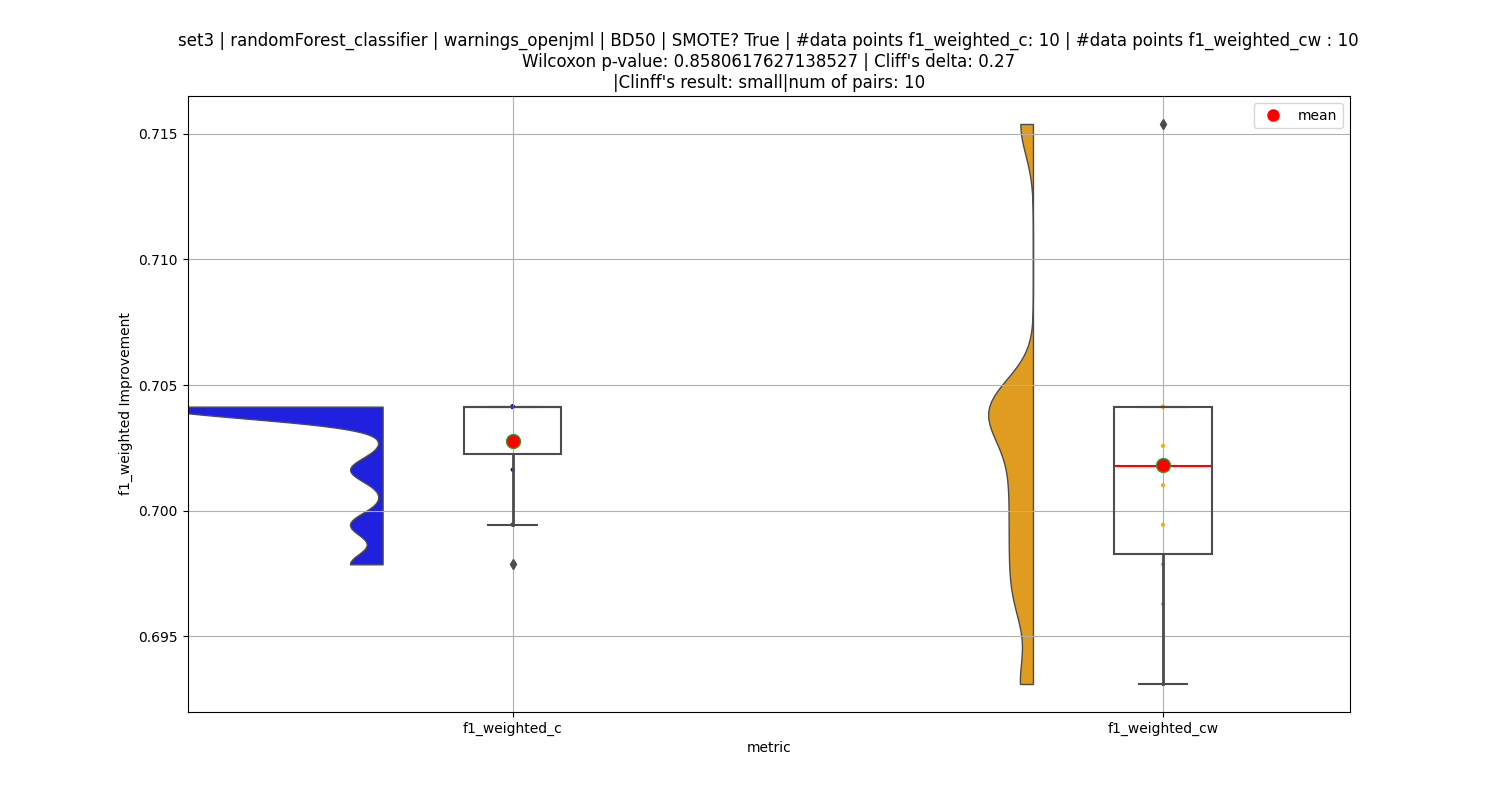 set3 | randomForest_classifier | warnings_openjml | BD50 | SMOTE? True | #data points f1_weighted_c: 10 | #data points f1_weighted_cw : 10
Wilcoxon p-value: 0.8580617627138527 | Cliff's delta: 0.27
|Clinff's result: small|num of pairs: 10
mean
0.715
0.710
0.705
0.700
0.695
f1_weighted Improvement
f1_weighted_c
f1_weighted_cw
metric